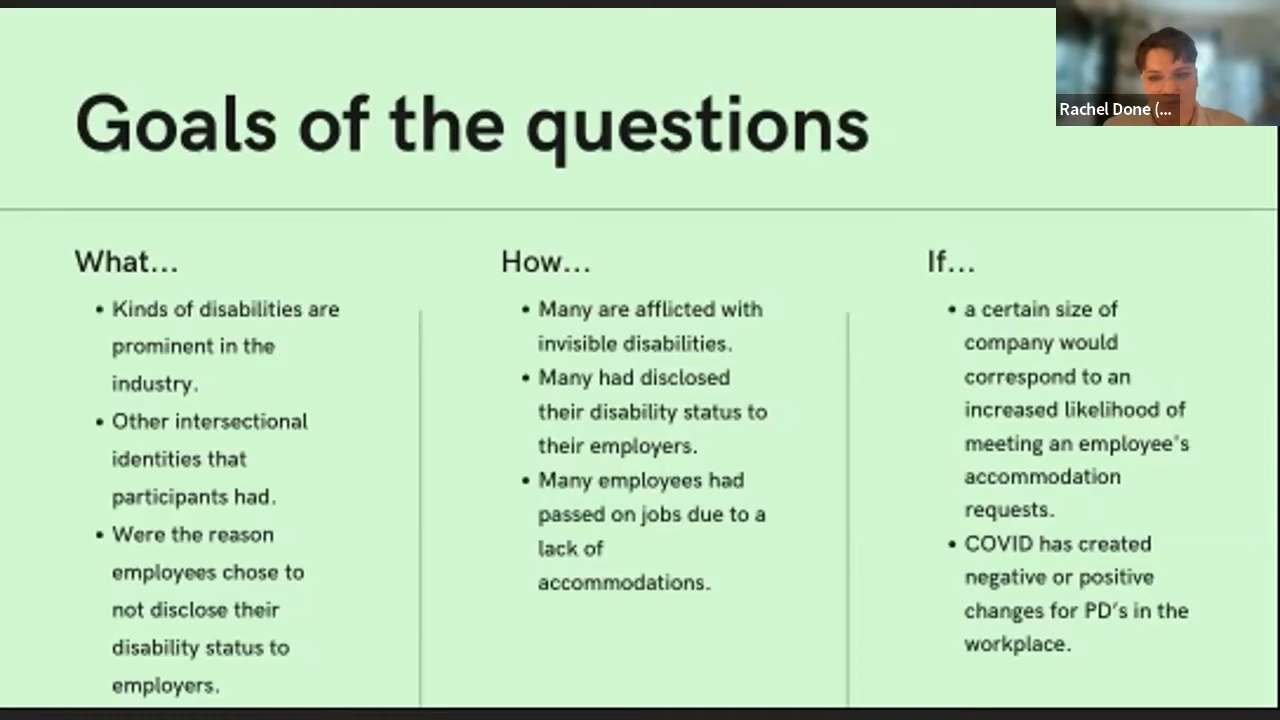 Goals of the questions
Rachel Done (...
What...
• Kinds of disabilities are
prominent in the
industry.
• Other intersectional
identities that
participants had.
• Were the reason
employees chose to
not disclose their
disability status to
employers.
How...
• Many are afflicted with
invisible disabilities.
• Many had disclosed
their disability status to
their employers.
• Many employees had
passed on jobs due to a
lack of
accommodations.
If...
• a certain size of
company would
correspond to an
increased likelihood of
meeting an employee's
accommodation
requests.
• COVID has created
negative or positive
changes for PD's in the
workplace.